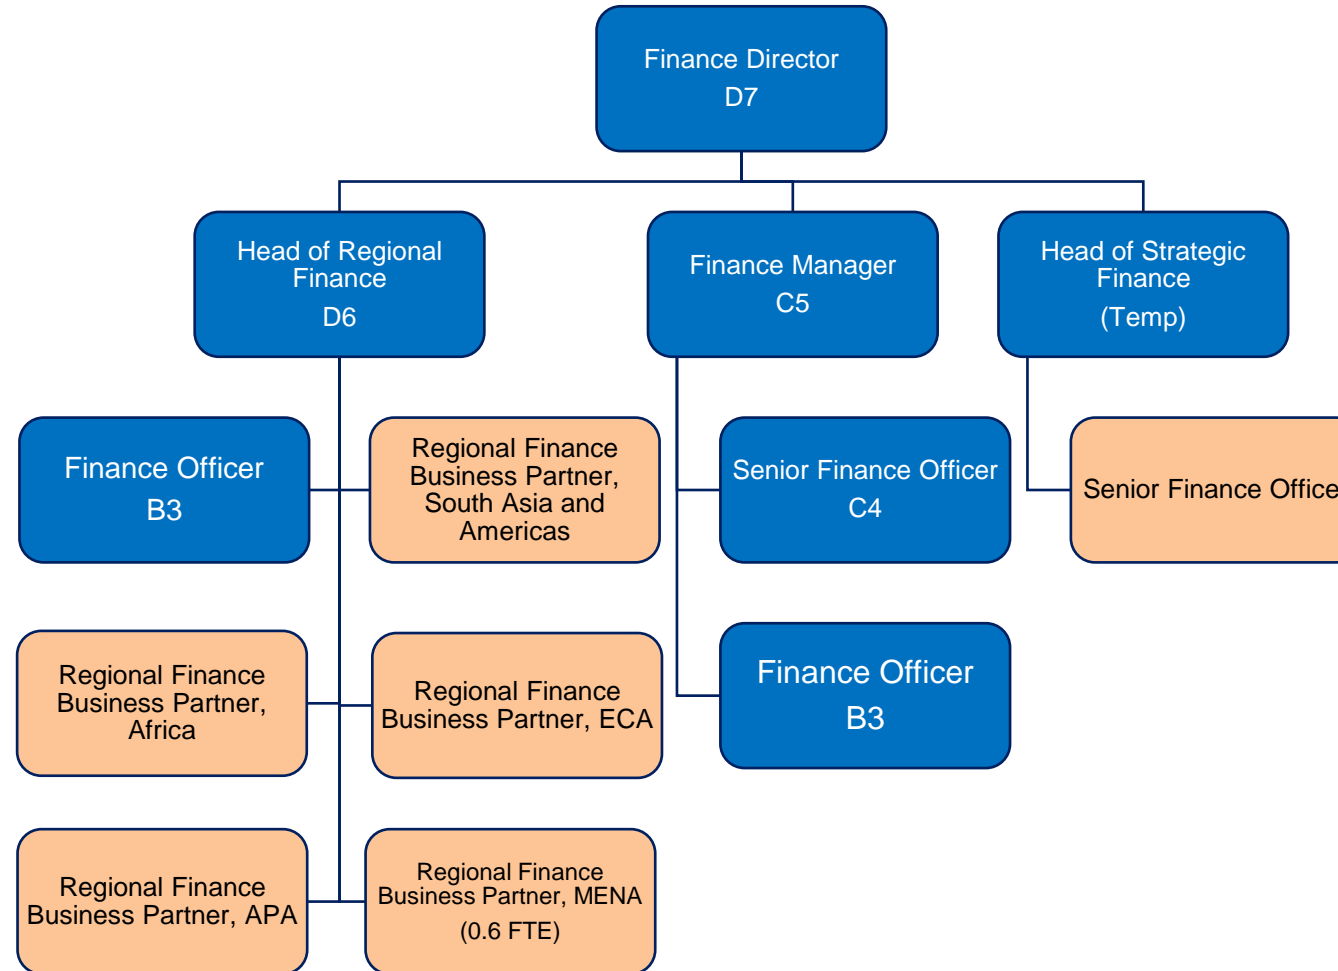 Finance Director
D7
Head of Regional
Finance
D6
Finance Manager
C5
Head of Strategic
Finance
(Temp)
Finance Officer
B3
Regional Finance
Business Partner,
South Asia and
Americas
Senior Finance Officer
C4
Senior Finance Office
Regional Finance
Business Partner,
Africa
Regional Finance
Business Partner, ECA
Finance Officer
B3
Regional Finance
Business Partner, APA
Regional Finance
Business Partner, MENA
(0.6 FTE)